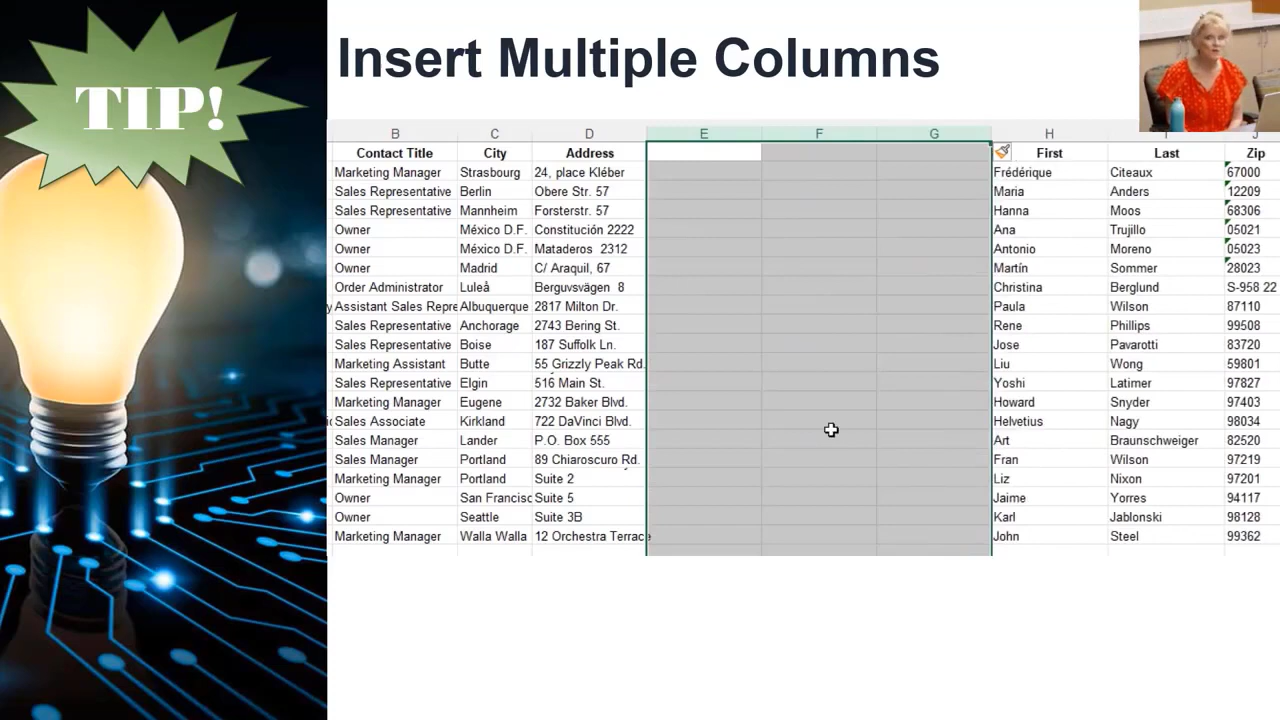 TIP!
Insert Multiple Columns
B C D E F G H I J
Contact Title City Address First Last Zip
Marketing Manager Strasbourg 24, place Kléber Frédérique Citeaux 67000
Sales Representative Berlin Obere Str. 57 Maria Anders 12209
Sales Representative Mannheim Forsterstr. 57 Hanna Moos 68306
Owner México D.F. Constitución 2222 Ana Trujillo 05021
Owner México D.F. Mataderos 2312 Antonio Moreno 05023
Owner Madrid C/ Araquil, 67 Martín Sommer 28023
Order Administrator Luleå Berguvsvägen 8 Christina Berglund S-958 22
y Assistant Sales Repre Albuquerque 2817 Milton Dr. Paula Wilson 87110
Sales Representative Anchorage 2743 Bering St. Rene Phillips 99508
Sales Representative Boise 187 Suffolk Ln. Jose Pavarotti 83720
Marketing Assistant Butte 55 Grizzly Peak Rd. Liu Wong 59801
Sales Representative Elgin 516 Main St. Yoshi Latimer 97827
Marketing Manager Eugene 2732 Baker Blvd. Howard Snyder 97403
Sales Associate Kirkland 722 DaVinci Blvd. Helvetius Nagy 98034
Sales Manager Lander P.O. Box 555 Art Braunschweiger 82520
Sales Manager Portland 89 Chiaroscuro Rd. Fran Wilson 97219
Marketing Manager Portland Suite 2 Liz Nixon 97201
Owner San Francisc Suite 5 Jaime Yorres 94117
Owner Seattle Suite 3B Karl Jablonski 98128
Marketing Manager Walla Walla 12 Orchestra Terrace John Steel 99362